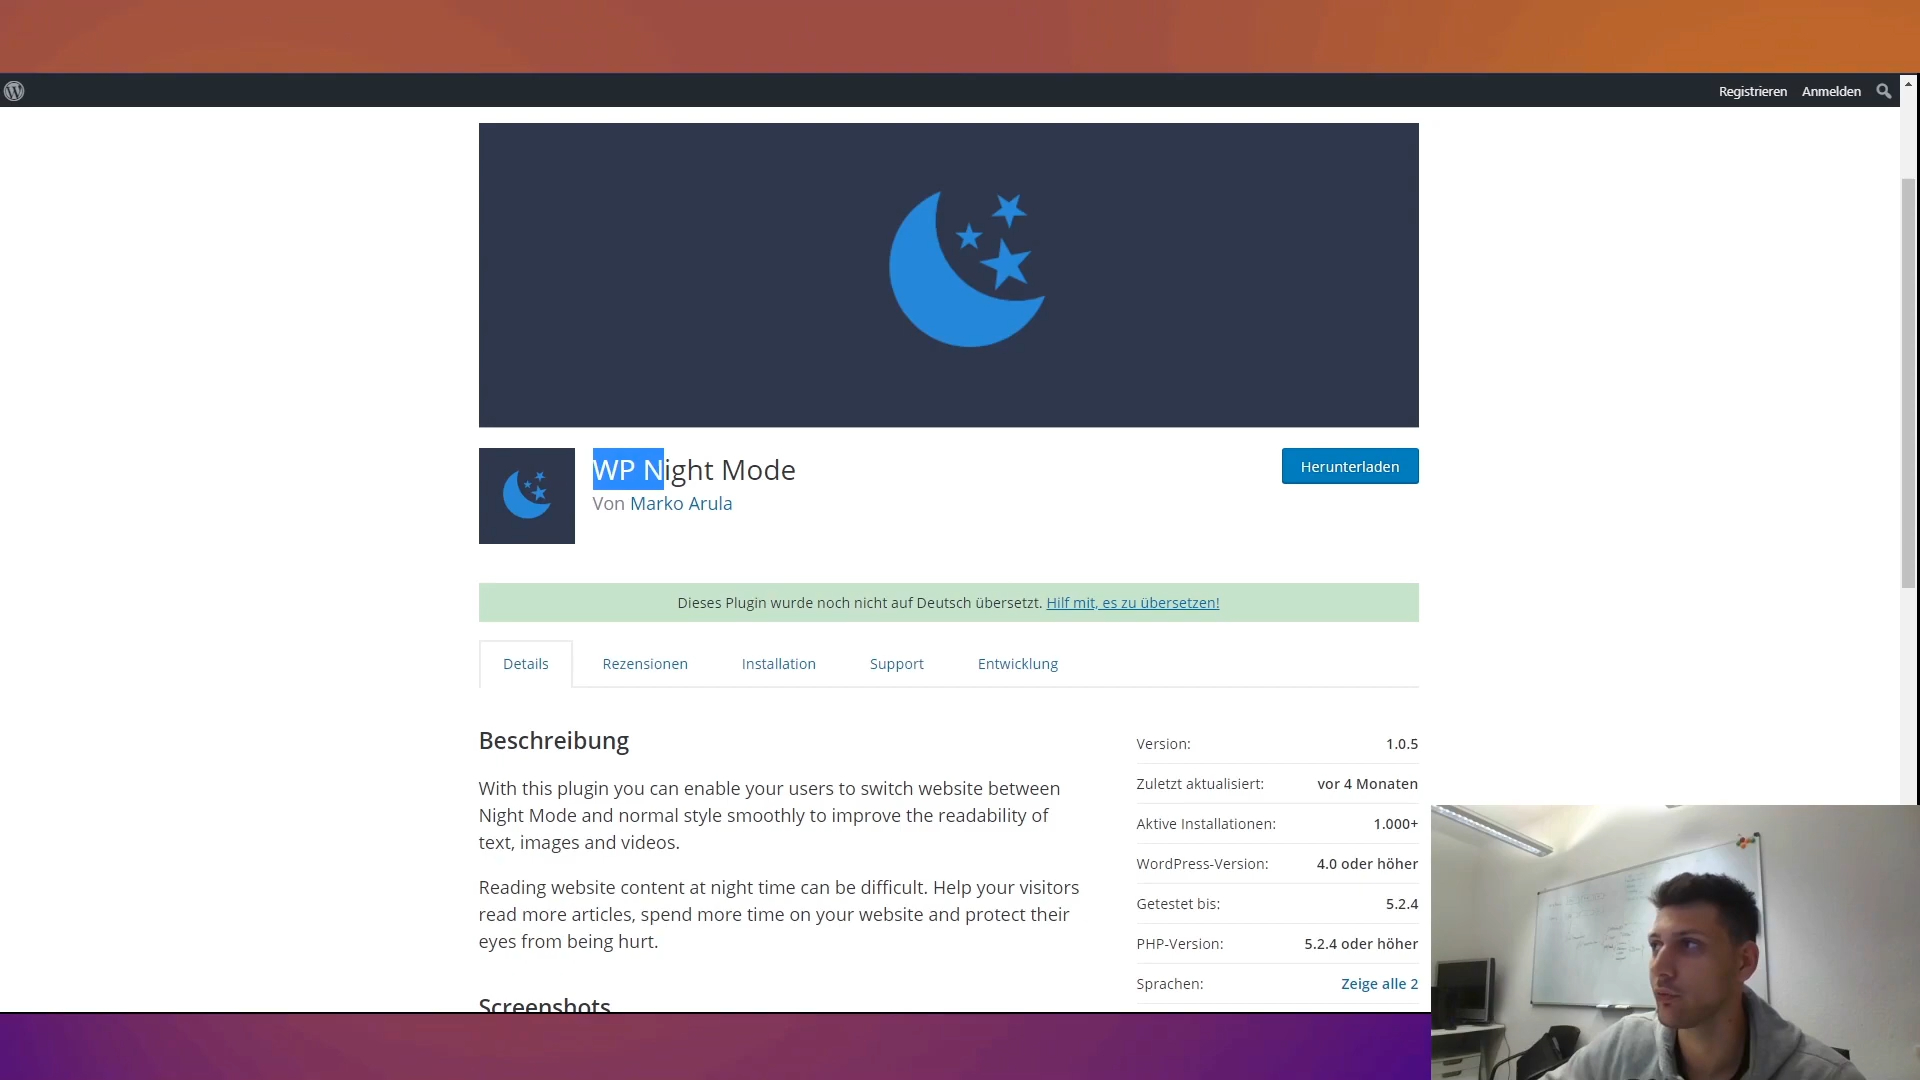 Registrieren Anmelden
WP Night Mode
Herunterladen
Von Marko Arula
Dieses Plugin wurde noch nicht auf Deutsch übersetzt. Hilf mit, es zu übersetzen!
Details Rezensionen Installation Support Entwicklung
Beschreibung
With this plugin you can enable your users to switch website between
Night Mode and normal style smoothly to improve the readability of
text, images and videos.
Reading website content at night time can be difficult. Help your visitors
read more articles, spend more time on your website and protect their
eyes from being hurt.
Screenshots
Version: 1.0.5
Zuletzt aktualisiert: vor 4 Monaten
Aktive Installationen: 1.000+
WordPress-Version: 4.0 oder höher
Getestet bis: 5.2.4
PHP-Version: 5.2.4 oder höher
Sprachen: Zeige alle 2